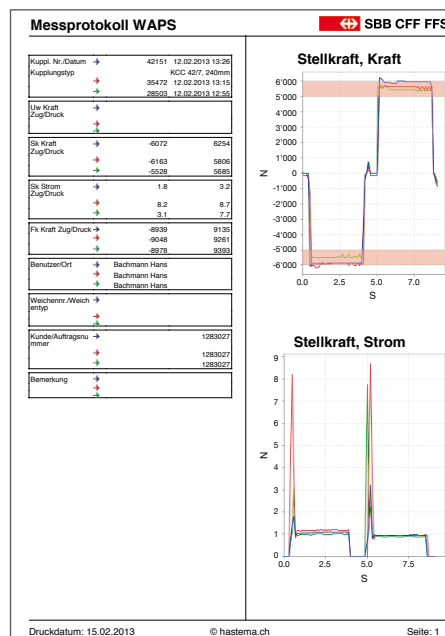 Messprotokoll WAPS
SBB CFF FFS
Kuppl. Nr./Datum 42151 12.02.2013 13:26
Kupplungstyp KCC 42/7, 240mm
35472 12.02.2013 13:15
28503 12.02.2013 12:55
Uw Kraft
Zug/Druck
Sk Kraft -6072 6254
Zug/Druck
-6163 5806
-5528 5685
Sk Strom 1.8 3.2
Zug/Druck
8.2 8.7
3.1 7.7
Fk Kraft Zug/Druck -8939 9135
-9048 9261
-8978 9393
Benutzer/Ort Bachmann Hans
Bachmann Hans
Bachmann Hans
Weichennr./Weich
entyp
Kunde/Auftragsnu 1283027
mmer
1283027
1283027
Bemerkung
Stellkraft, Kraft
6'000
5'000
4'000
3'000
2'000
1'000
0
-1'000
-2'000
-3'000
-4'000
-5'000
-6'000
N
0.0 2.5 5.0 7.0
S
Stellkraft, Strom
9
8
7
6
5
4
3
2
1
0
N
0.0 2.5 5.0 7.0
S
Druckdatum: 15.02.2013 © hastema.ch Seite: 1